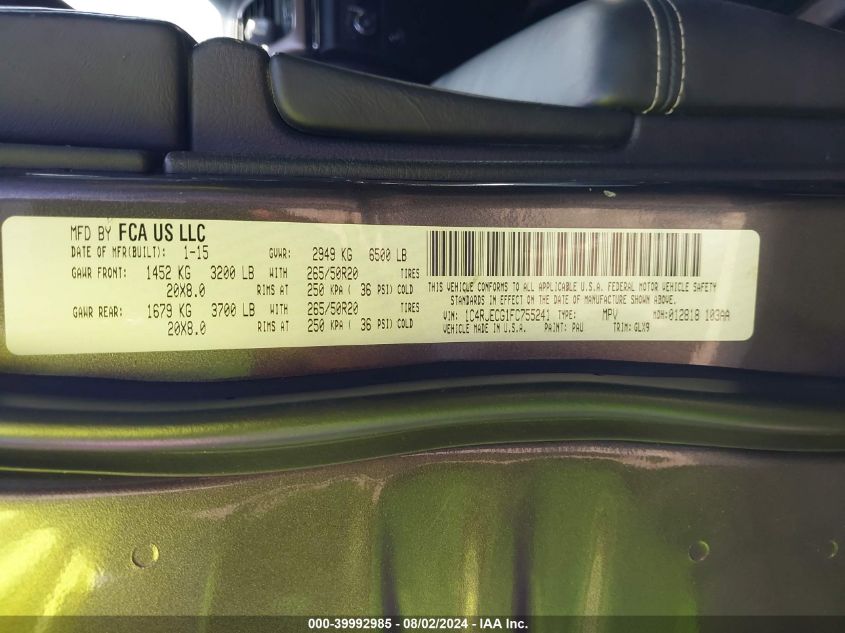 MFD BY FCA US LLC
DATE OF MFR(BUILT): 1-15 GVWR: 2949 KG 6500 LB
GAWR FRONT: 1452 KG 3200 LB WITH 265/50R20 TIRES
20X8.0 RIMS AT 250 KPA ( 36 PSI) COLD
GAWR REAR: 1679 KG 3700 LB WITH 265/50R20 TIRES
20X8.0 RIMS AT 250 KPA ( 36 PSI) COLD
THIS VEHICLE CONFORMS TO ALL APPLICABLE U.S.A. FEDERAL MOTOR VEHICLE SAFETY
STANDARDS IN EFFECT ON THE DATE OF MANUFACTURE SHOWN ABOVE.
VIN: 1C4RJECG1FC755241 TYPE: MPV MDH:012818 103AA
VEHICLE MADE IN U.S.A. PAINT: PAU TRIM: GLX9
000-39992985 - 08/02/2024 - IAA Inc.